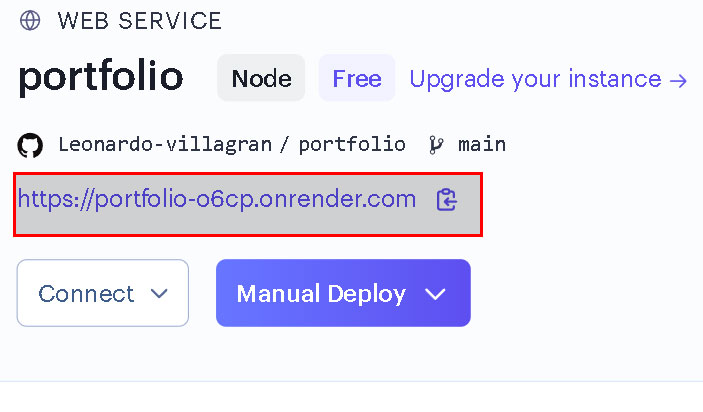 WEB SERVICE
portfolio Node Free Upgrade your instance →
Leonardo-villagran / portfolio main
https://portfolio-o6cp.onrender.com
Connect Manual Deploy